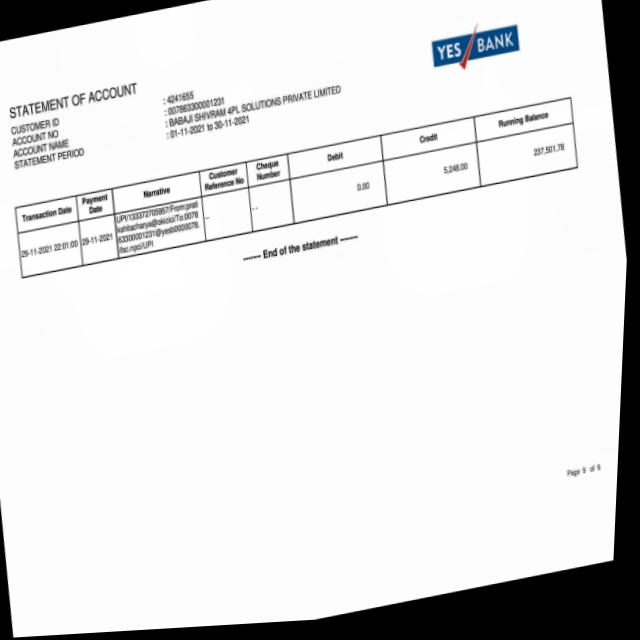 YES BANK
STATEMENT OF ACCOUNT
CUSTOMER ID : 4241655
ACCOUNT NO : 007863300001231
ACCOUNT NAME : BABAJI SHIVRAM 4PL SOLUTIONS PRIVATE LIMITED
STATEMENT PERIOD : 01-11-2021 to 30-11-2021
Transaction Date Payment Date Narrative Customer Reference No Cheque Number Debit Credit Running Balance
29-11-2021 22:01:00 29-11-2021 UPI/133372705957/From:prati
kshitacharya@okicici/To:0078
63300001231@yesb0000078.
ifsc.npci/UPI -- -- 0.00 5,248.00 237,501.78
------- End of the statement -------
Page 9 of 9